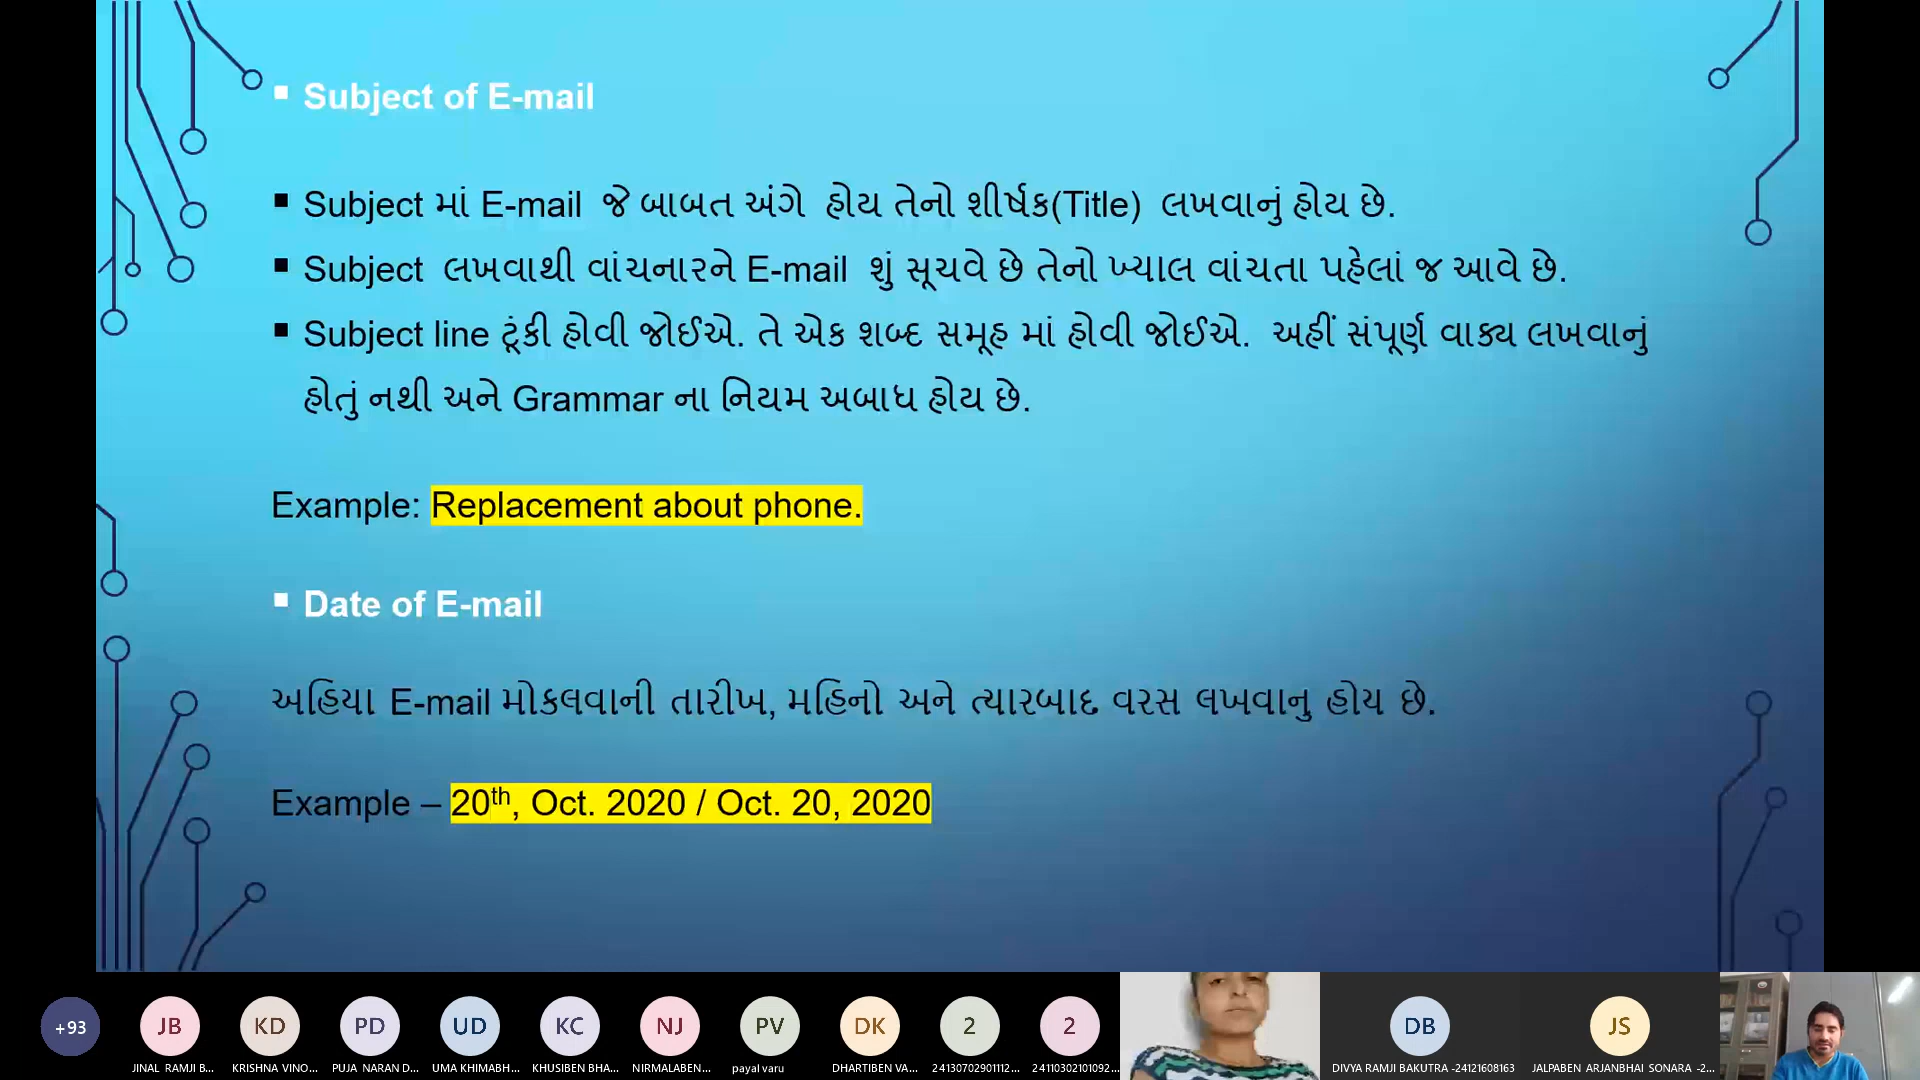 Subject of E-mail
Subject માં E-mail જે બાબત અંગે હોય તેનો શીર્ષક(Title) લખવાનું હોય છે.
Subject લખવાથી વાંચનારને E-mail શું સૂચવે છે તેનો ખ્યાલ વાંચતા પહેલાં જ આવે છે.
Subject line ટૂંકી હોવી જોઈએ. તે એક શબ્દ સમૂહ માં હોવી જોઈએ. અહીં સંપૂર્ણ વાક્ય લખવાનું
હોતું નથી અને Grammar ના નિયમ અબાધ હોય છે.
Example: Replacement about phone.
Date of E-mail
અહિયા E-mail મોકલવાની તારીખ, મહિનો અને ત્યારબાદ વરસ લખવાનુ હોય છે.
Example – 20th, Oct. 2020 / Oct. 20, 2020
+93 JB KD PD UD KC NJ PV DK 2 2 DB JS
JINAL RAMJI B... KRISHNA VINO... PUJA NARAN D... UMA KHIMABH... KHUSIBEN BHA... NIRMALABEN... payal varu DHARTIBEN VA... 24130702901112... 24110302101092... DIVYA RAMJI BAKUTRA -24121608163 JALPABEN ARJANBHAI SONARA -2...